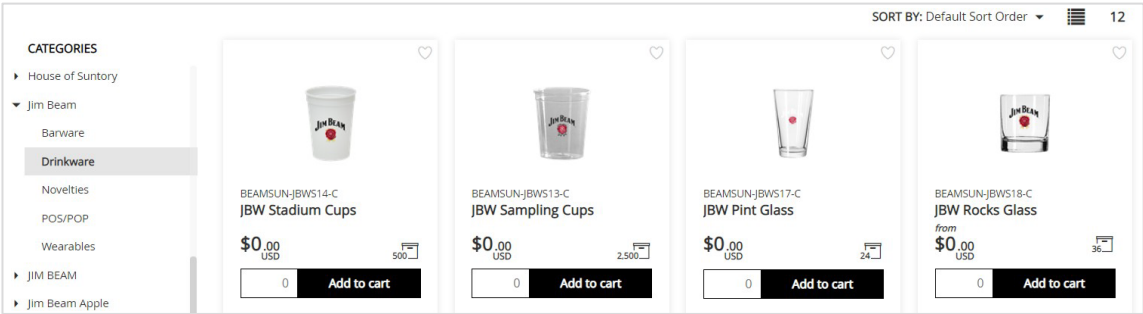 SORT BY: Default Sort Order 12
CATEGORIES
House of Suntory
Jim Beam
Barware
Drinkware
Novelties
POS/POP
Wearables
JIM BEAM
Jim Beam Apple
JIM BEAM
BEAMSUN-JBWS14-C
JBW Stadium Cups
$0.00
USD
500
0 Add to cart
JIM BEAM
BEAMSUN-JBWS13-C
JBW Sampling Cups
$0.00
USD
2,500
0 Add to cart
BEAMSUN-JBWS17-C
JBW Pint Glass
$0.00
USD
24
0 Add to cart
JIM BEAM
BEAMSUN-JBWS18-C
JBW Rocks Glass
from
$0.00
USD
36
0 Add to cart